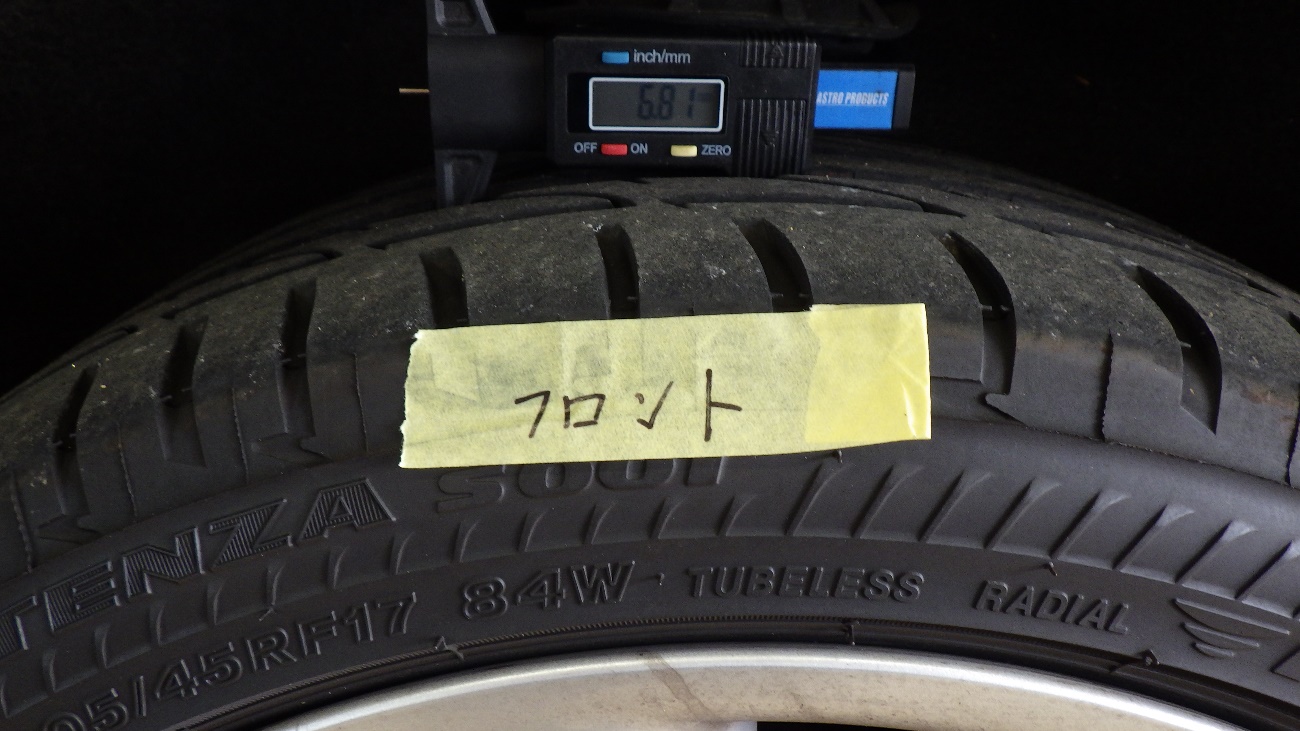 inch/mm
6.81
OFF ON ZERO
ASTRO PRODUCTS
フロント
TENZA S001
05/45RF17 84W TUBELESS RADIAL